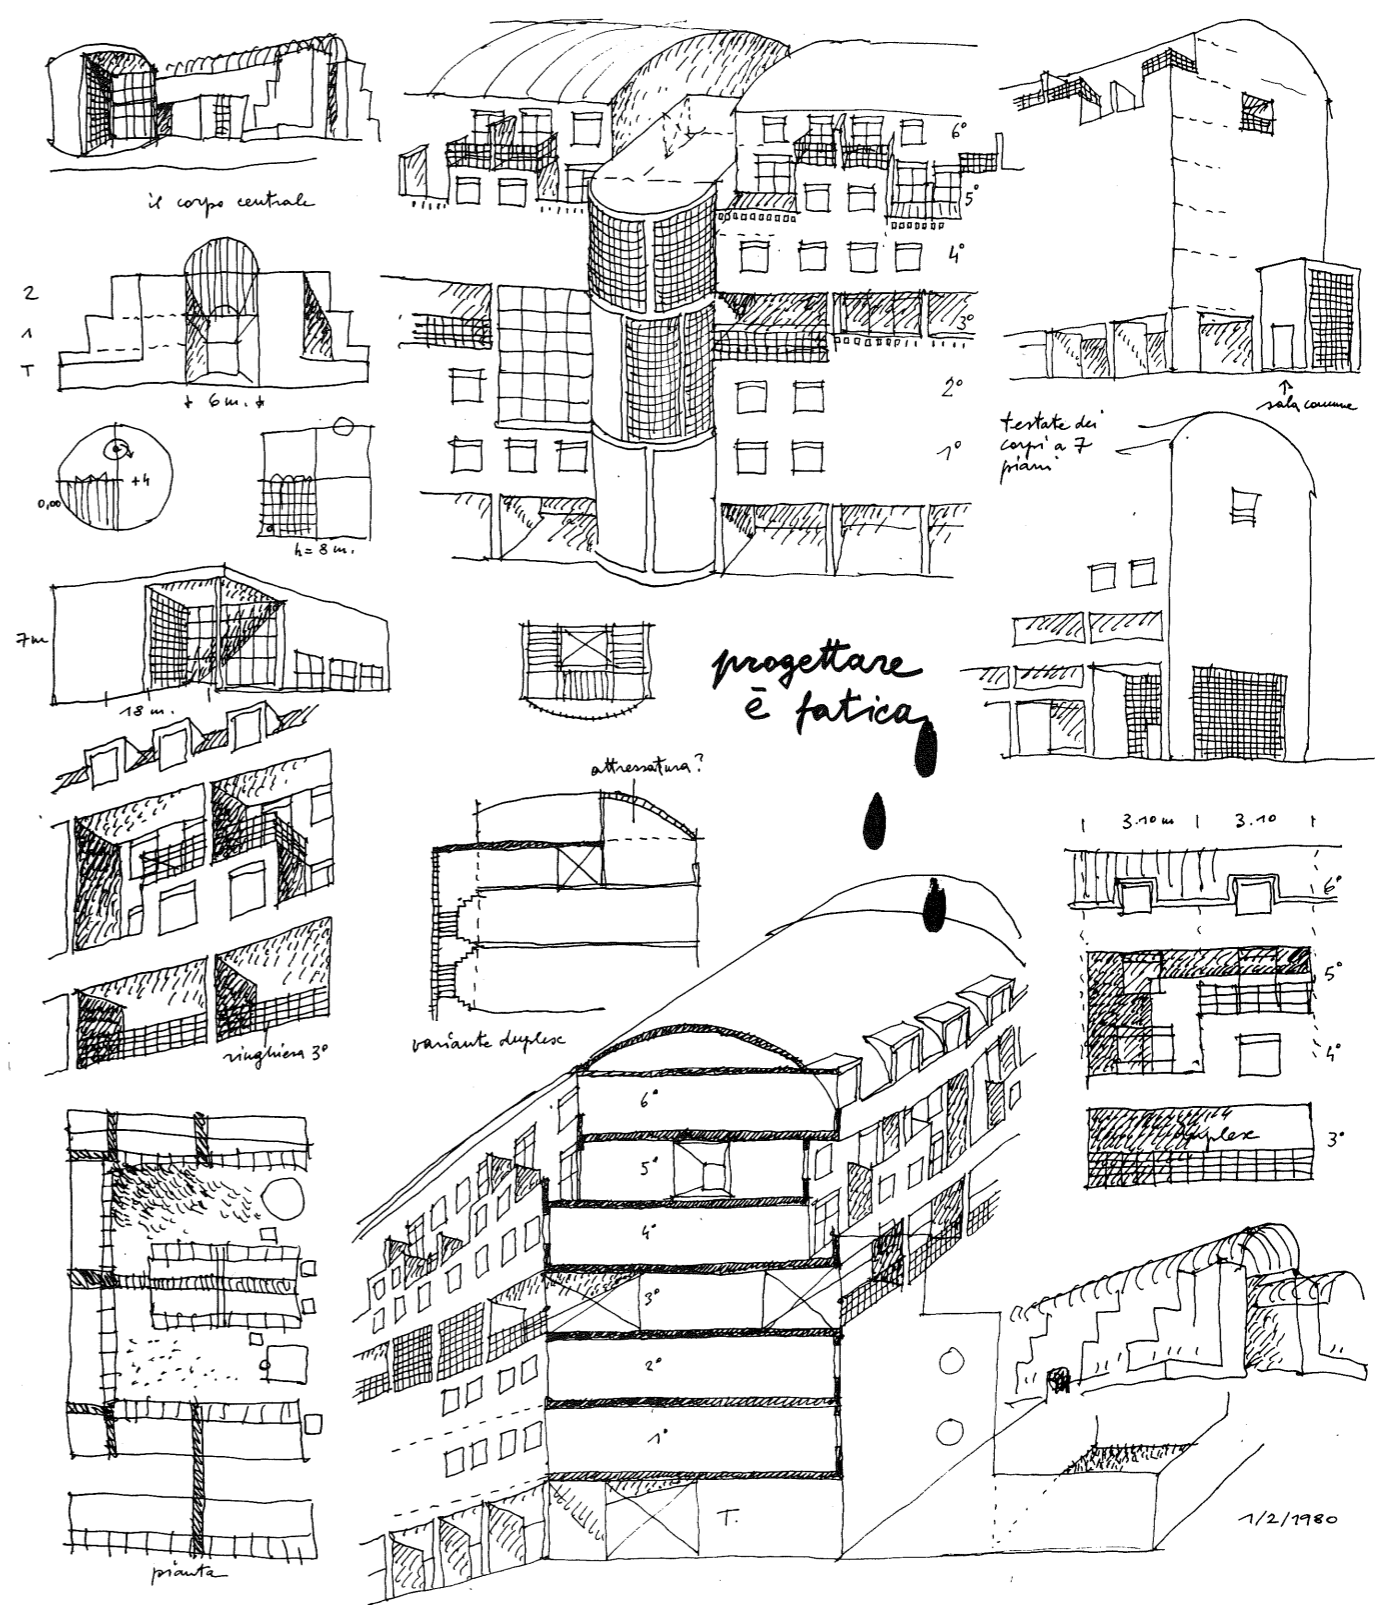 il corpo centrale
2
1
T
6 m.
0,00
+4
h = 8 m.
7 m
18 m.
6°
5°
4°
3°
2°
1°
sala comune
testate dei
corpi a 7
piani
progettare
è fatica
attrezzatura?
variante duplex
ringhiera 3°
3.10 m
3.10
6°
5°
4°
duplex
3°
6°
5°
4°
3°
2°
1°
T.
pianta
1/2/1980